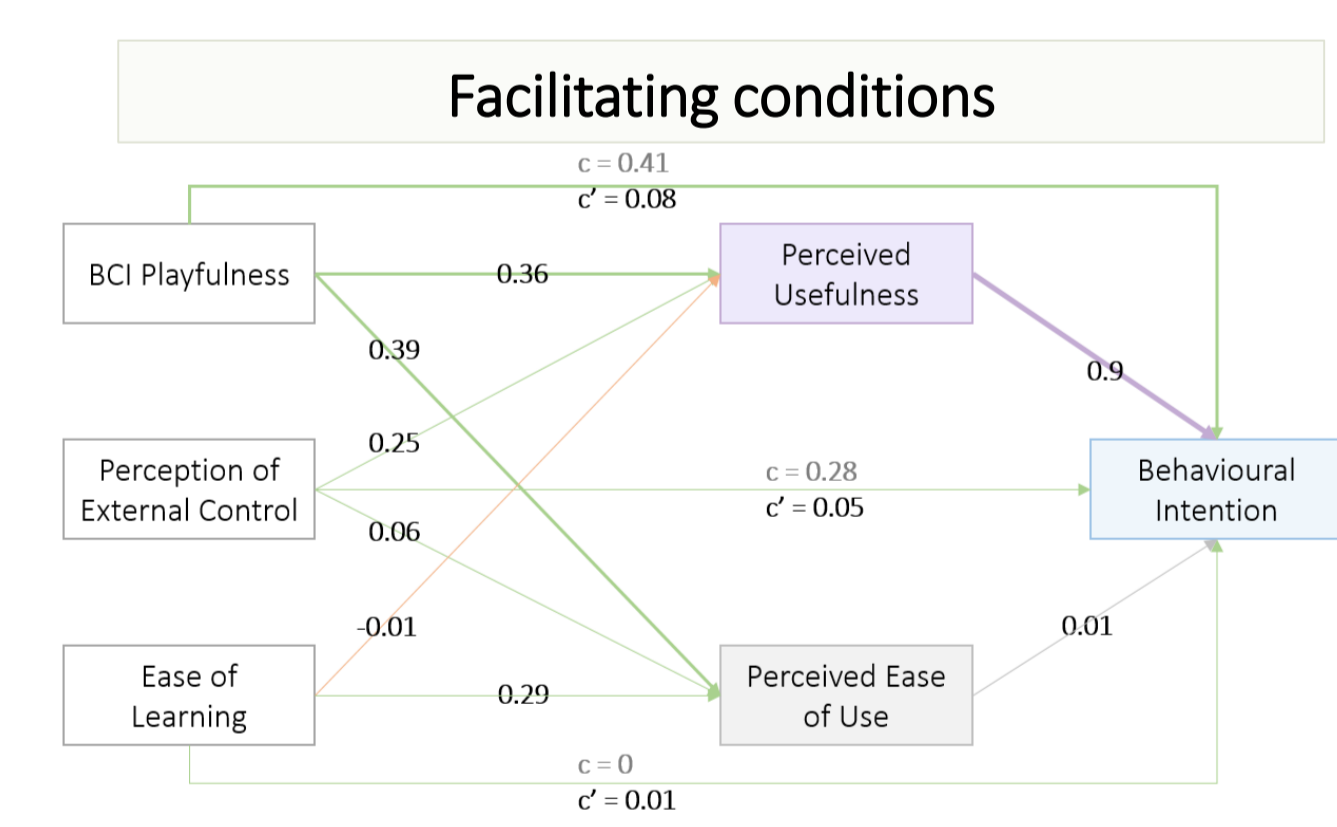 Facilitating conditions
c = 0.41
c′ = 0.08
BCI Playfulness
0.36
Perceived
Usefulness
0.39
0.9
0.25
Perception of
External Control
c = 0.28
c′ = 0.05
Behavioural
Intention
0.06
-0.01
0.01
Ease of
Learning
0.29
Perceived Ease
of Use
c = 0
c′ = 0.01